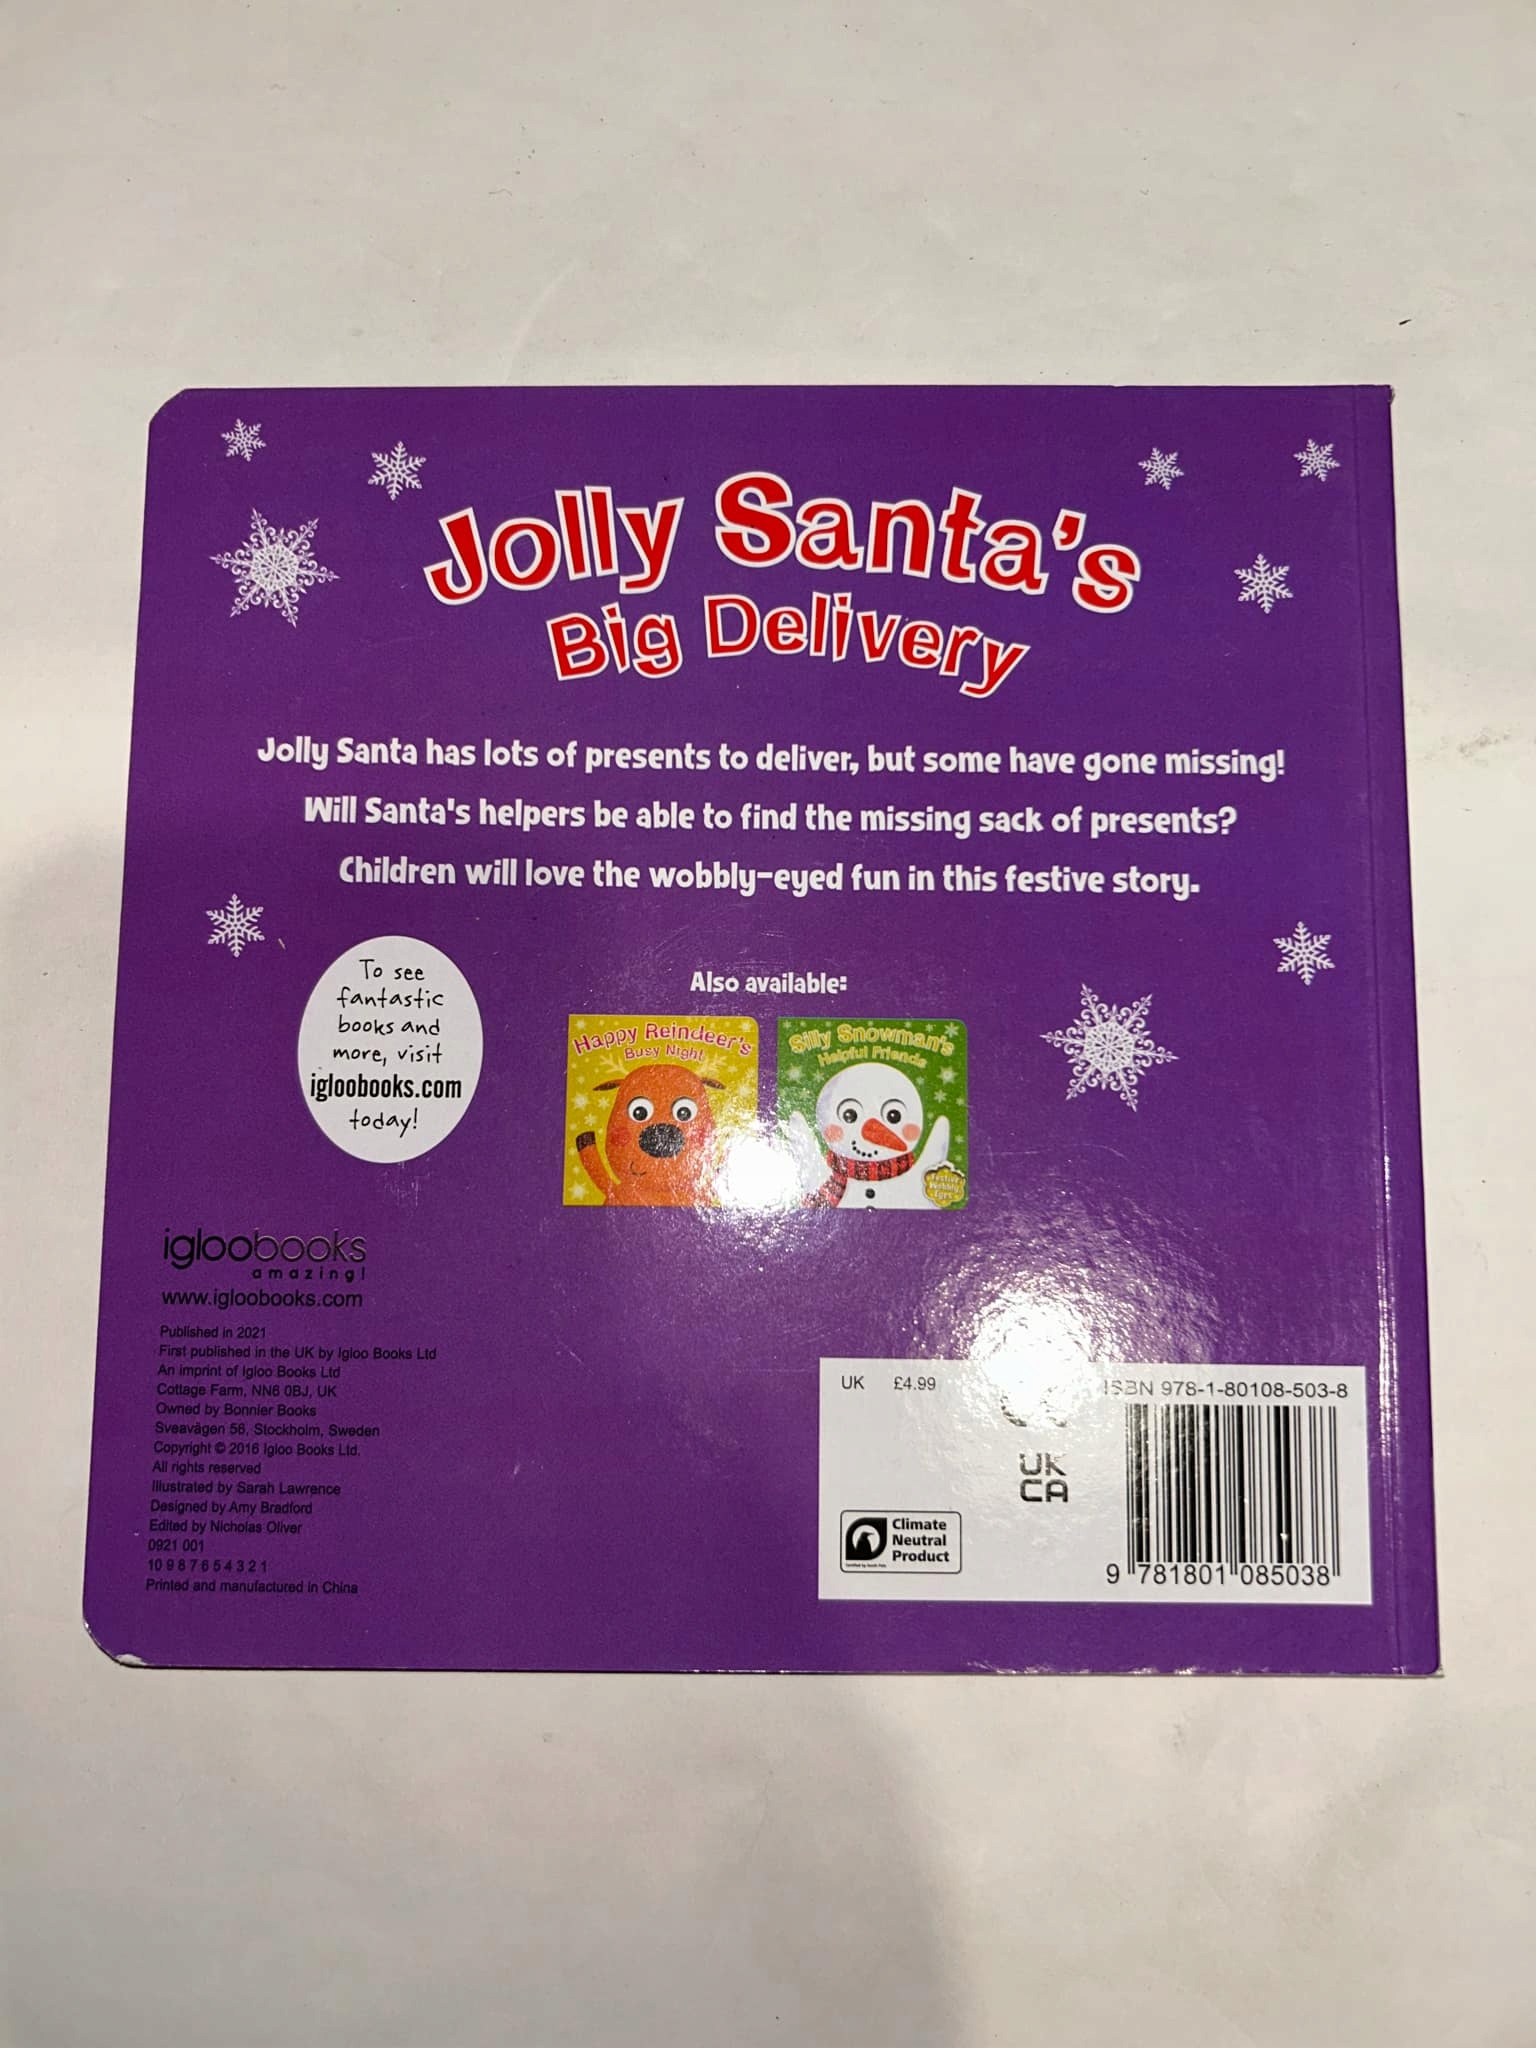 Jolly Santa's
Big Delivery
Jolly Santa has lots of presents to deliver, but some have gone missing!
Will Santa's helpers be able to find the missing sack of presents?
Children will love the wobbly-eyed fun in this festive story.
To see
fantastic
books and
more, visit
igloobooks.com
today!
Also available:
Happy Reindeer's
Busy Night
Silly Snowman's
Helpful Friends
Festive
Wobbly
Eyes
igloobooks
amazing!
www.igloobooks.com
Published in 2021
First published in the UK by Igloo Books Ltd
An imprint of Igloo Books Ltd
Cottage Farm, NN6 0BJ, UK
Owned by Bonnier Books
Sveavägen 56, Stockholm, Sweden
Copyright © 2016 Igloo Books Ltd.
All rights reserved
Illustrated by Sarah Lawrence
Designed by Amy Bradford
Edited by Nicholas Oliver
0921 001
10 9 8 7 6 5 4 3 2 1
Printed and manufactured in China
UK £4.99
ISBN 978-1-80108-503-8
UK
CA
Climate
Neutral
Product
9 781801 085038